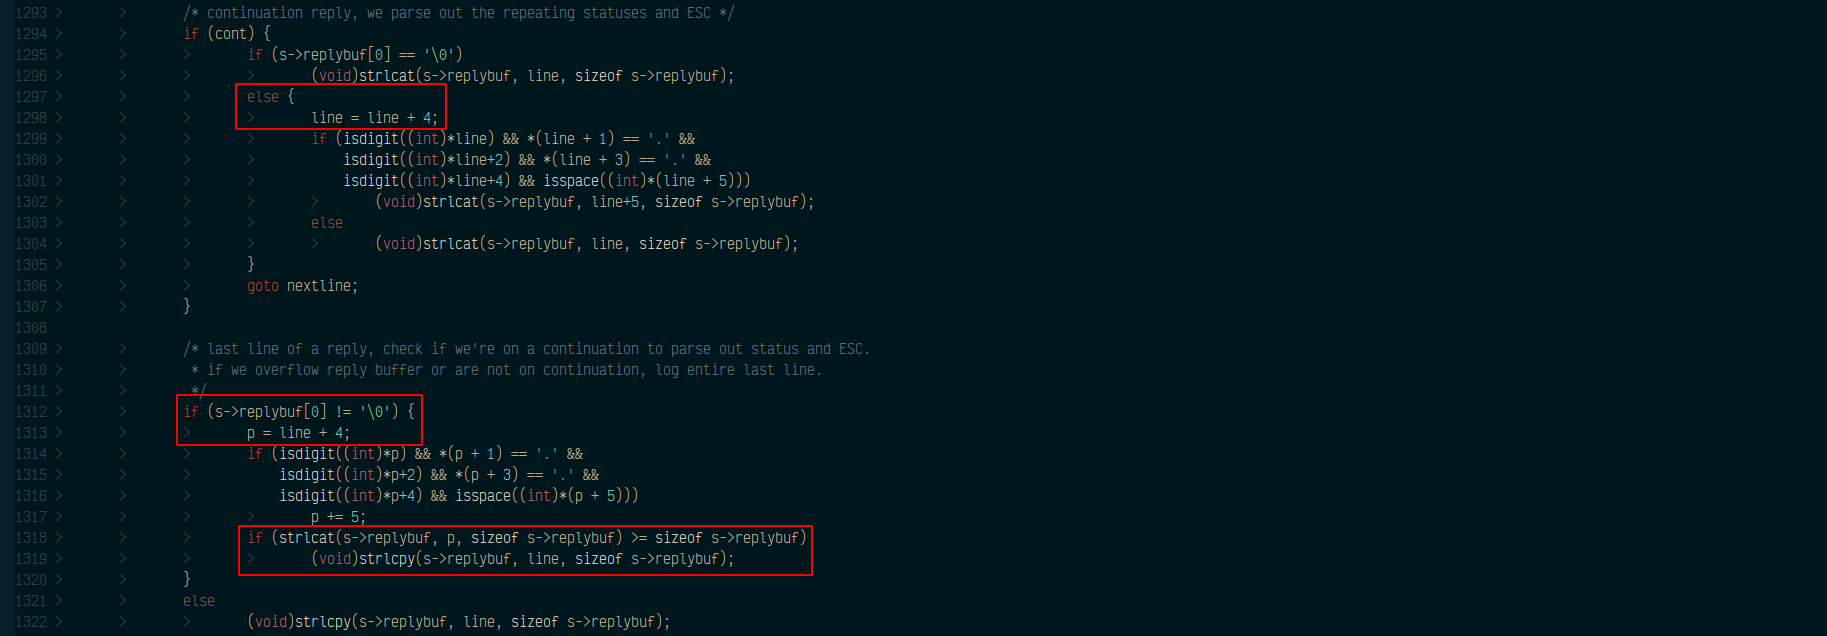 1293 > > /* continuation reply, we parse out the repeating statuses and ESC */
1294 > > if (cont) {
1295 > > > if (s->replybuf[0] == '\0')
1296 > > > > (void)strlcat(s->replybuf, line, sizeof s->replybuf);
1297 > > > else {
1298 > > > > line = line + 4;
1299 > > > > if (isdigit((int)*line) && *(line + 1) == '.' &&
1300 > > > > isdigit((int)*line+2) && *(line + 3) == '.' &&
1301 > > > > isdigit((int)*line+4) && isspace((int)*(line + 5)))
1302 > > > > > (void)strlcat(s->replybuf, line+5, sizeof s->replybuf);
1303 > > > > else
1304 > > > > > (void)strlcat(s->replybuf, line, sizeof s->replybuf);
1305 > > > }
1306 > > > goto nextline;
1307 > > }
1308
1309 > > /* last line of a reply, check if we're on a continuation to parse out status and ESC.
1310 > > * if we overflow reply buffer or are not on continuation, log entire last line.
1311 > > */
1312 > > if (s->replybuf[0] != '\0') {
1313 > > > p = line + 4;
1314 > > > if (isdigit((int)*p) && *(p + 1) == '.' &&
1315 > > > isdigit((int)*p+2) && *(p + 3) == '.' &&
1316 > > > isdigit((int)*p+4) && isspace((int)*(p + 5)))
1317 > > > > p += 5;
1318 > > > if (strlcat(s->replybuf, p, sizeof s->replybuf) >= sizeof s->replybuf)
1319 > > > > (void)strlcpy(s->replybuf, line, sizeof s->replybuf);
1320 > > }
1321 > > else
1322 > > > (void)strlcpy(s->replybuf, line, sizeof s->replybuf);